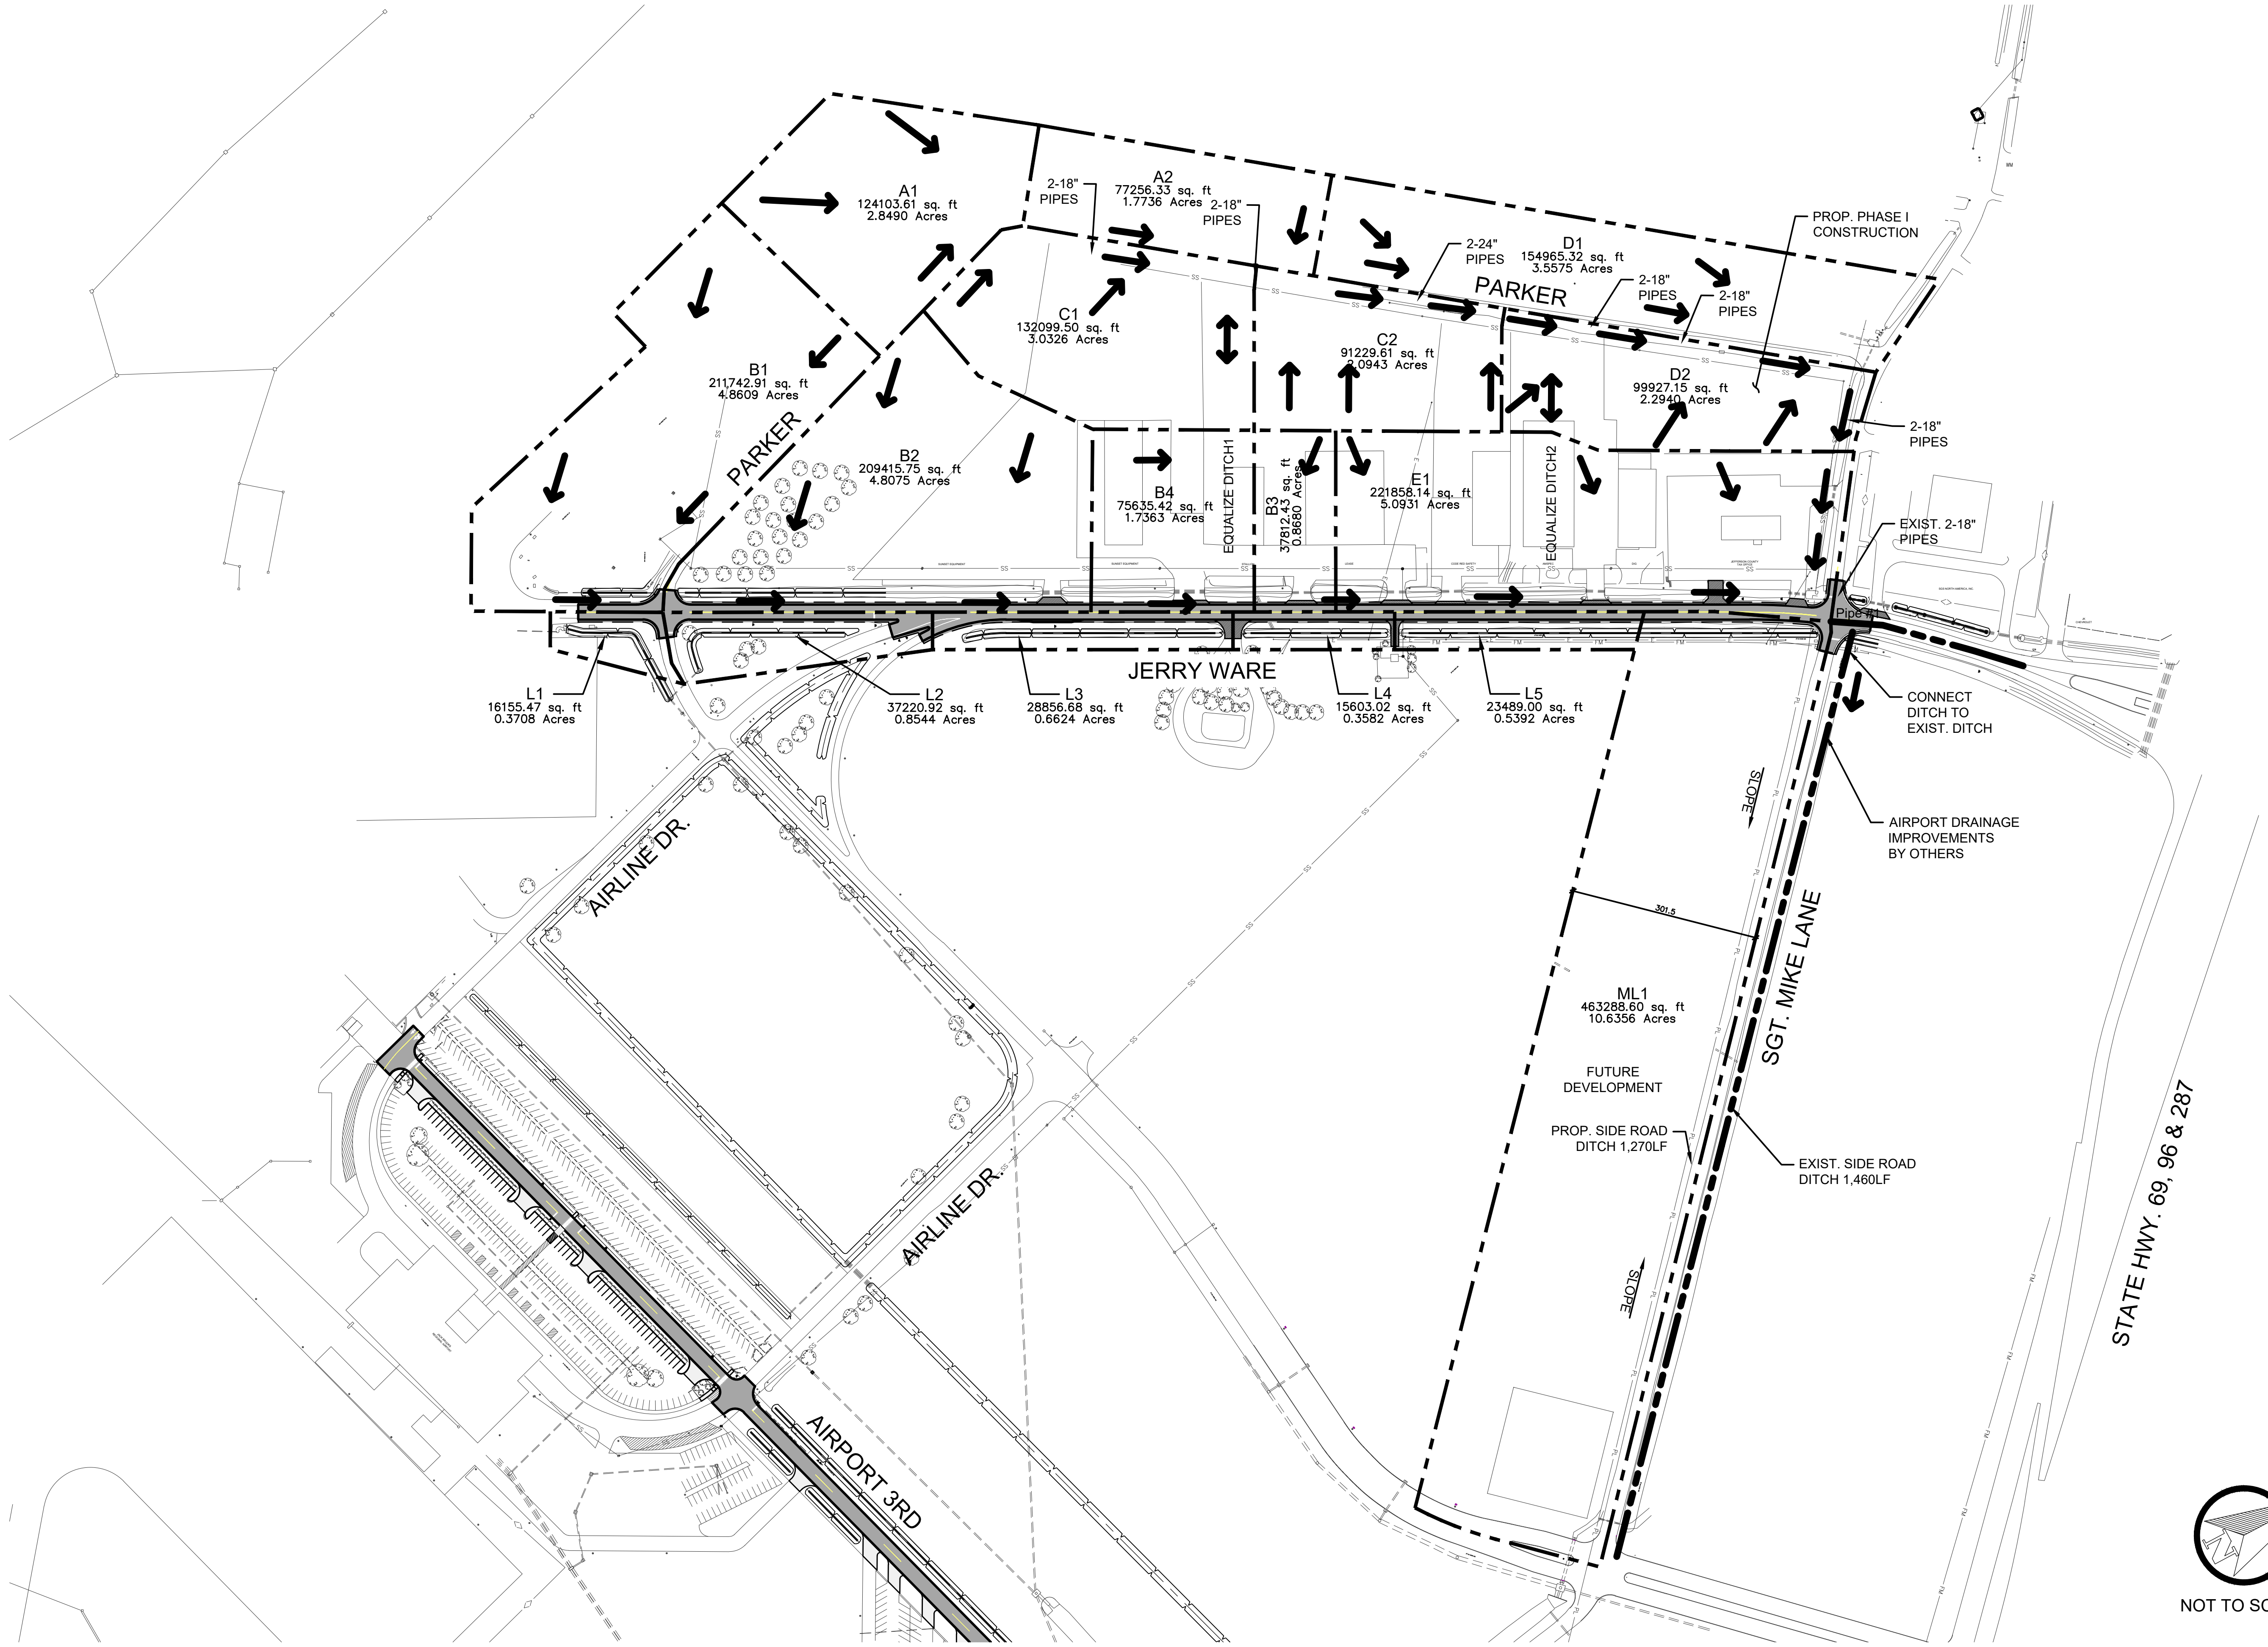 A1
124103.61 sq. ft
2.8490 Acres
2-18"
PIPES
A2
77256.33 sq. ft
1.7736 Acres
2-18"
PIPES
PROP. PHASE I
CONSTRUCTION
2-24"
PIPES
D1
154965.32 sq. ft
3.5575 Acres
PARKER
2-18"
PIPES
2-18"
PIPES
C1
132099.50 sq. ft
3.0326 Acres
C2
91229.61 sq. ft
2.0943 Acres
B1
211742.91 sq. ft
4.8609 Acres
D2
99927.15 sq. ft
2.2940 Acres
2-18"
PIPES
PARKER
B2
209415.75 sq. ft
4.8075 Acres
B4
75635.42 sq. ft
1.7363 Acres
EQUALIZE DITCH1
B3
37812.43 sq. ft
0.8680 Acres
E1
221858.14 sq. ft
5.0931 Acres
EQUALIZE DITCH2
EXIST. 2-18"
PIPES
Pipe #1
JERRY WARE
L1
16155.47 sq. ft
0.3708 Acres
L2
37220.92 sq. ft
0.8544 Acres
L3
28856.68 sq. ft
0.6624 Acres
L4
15603.02 sq. ft
0.3582 Acres
L5
23489.00 sq. ft
0.5392 Acres
CONNECT
DITCH TO
EXIST. DITCH
SLOPE
AIRPORT DRAINAGE
IMPROVEMENTS
BY OTHERS
AIRLINE DR.
301.5
SGT. MIKE LANE
ML1
463288.60 sq. ft
10.6356 Acres
FUTURE
DEVELOPMENT
PROP. SIDE ROAD
DITCH 1,270LF
EXIST. SIDE ROAD
DITCH 1,460LF
STATE HWY. 69, 96 & 287
AIRLINE DR.
SLOPE
AIRPORT 3RD
N
NOT TO SC